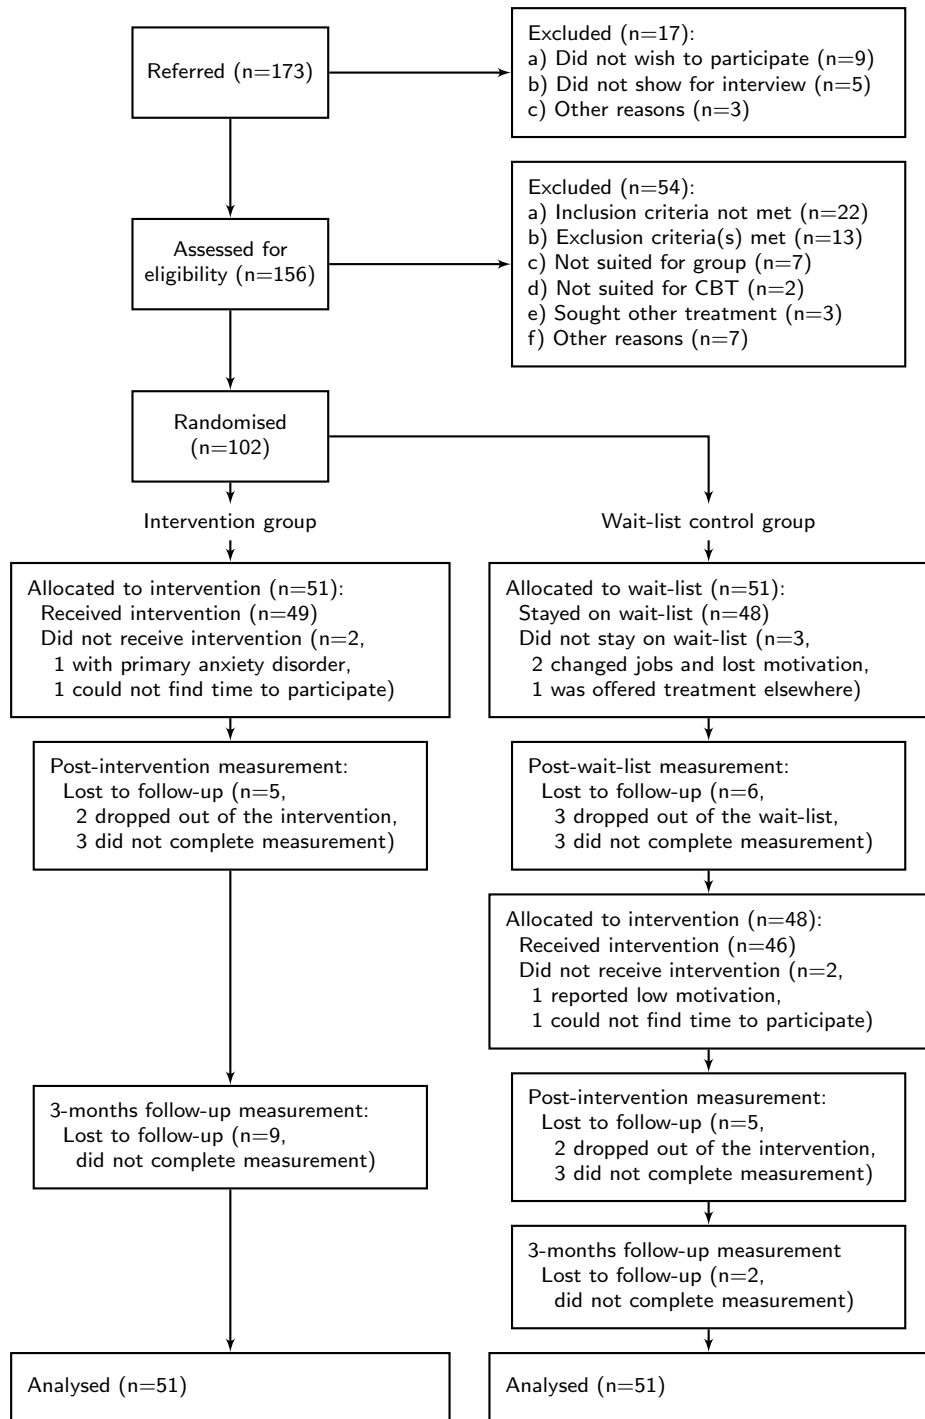 Referred (n=173)
Excluded (n=17):
a) Did not wish to participate (n=9)
b) Did not show for interview (n=5)
c) Other reasons (n=3)
Assessed for
eligibility (n=156)
Excluded (n=54):
a) Inclusion criteria not met (n=22)
b) Exclusion criteria(s) met (n=13)
c) Not suited for group (n=7)
d) Not suited for CBT (n=2)
e) Sought other treatment (n=3)
f) Other reasons (n=7)
Randomised
(n=102)
Intervention group
Allocated to intervention (n=51):
Received intervention (n=49)
Did not receive intervention (n=2,
1 with primary anxiety disorder,
1 could not find time to participate)
Post-intervention measurement:
Lost to follow-up (n=5,
2 dropped out of the intervention,
3 did not complete measurement)
3-months follow-up measurement:
Lost to follow-up (n=9,
did not complete measurement)
Analysed (n=51)
Wait-list control group
Allocated to wait-list (n=51):
Stayed on wait-list (n=48)
Did not stay on wait-list (n=3,
2 changed jobs and lost motivation,
1 was offered treatment elsewhere)
Post-wait-list measurement:
Lost to follow-up (n=6,
3 dropped out of the wait-list,
3 did not complete measurement)
Allocated to intervention (n=48):
Received intervention (n=46)
Did not receive intervention (n=2,
1 reported low motivation,
1 could not find time to participate)
Post-intervention measurement:
Lost to follow-up (n=5,
2 dropped out of the intervention,
3 did not complete measurement)
3-months follow-up measurement
Lost to follow-up (n=2,
did not complete measurement)
Analysed (n=51)